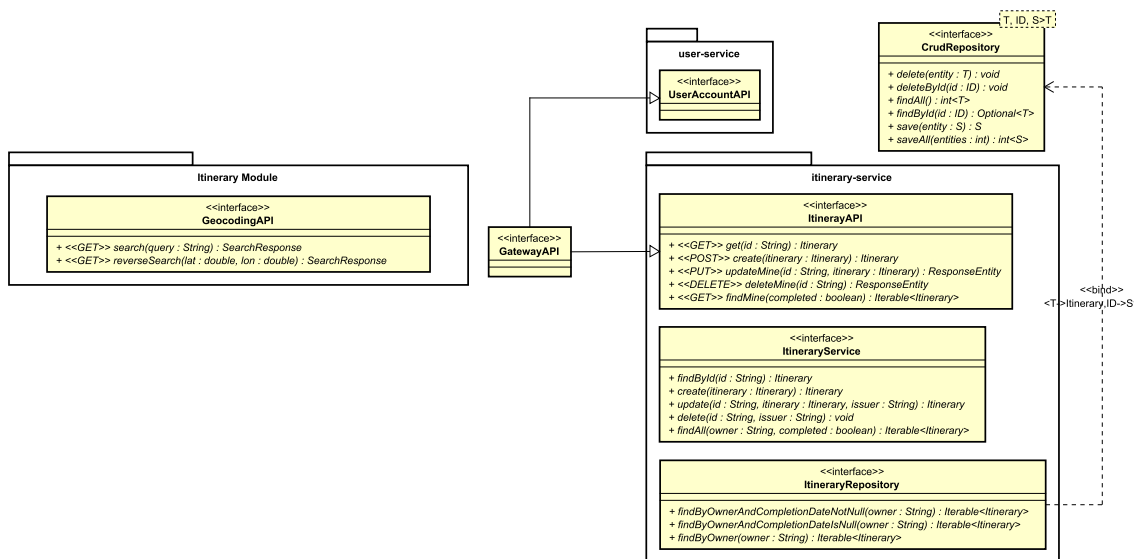 T, ID, S>T
<<interface>>
CrudRepository
+ delete(entity : T) : void
+ deleteById(id : ID) : void
+ findAll() : int<T>
+ findById(id : ID) : Optional<T>
+ save(entity : S) : S
+ saveAll(entities : int) : int<S>
user-service
<<interface>>
UserAccountAPI
Itinerary Module
<<interface>>
GeocodingAPI
+ <<GET>> search(query : String) : SearchResponse
+ <<GET>> reverseSearch(lat : double, lon : double) : SearchResponse
<<interface>>
GatewayAPI
itinerary-service
<<interface>>
ItinerayAPI
+ <<GET>> get(id : String) : Itinerary
+ <<POST>> create(itinerary : Itinerary) : Itinerary
+ <<PUT>> updateMine(id : String, itinerary : Itinerary) : ResponseEntity
+ <<DELETE>> deleteMine(id : String) : ResponseEntity
+ <<GET>> findMine(completed : boolean) : Iterable<Itinerary>
<<bind>>
<T->Itinerary,ID->S
<<interface>>
ItineraryService
+ findById(id : String) : Itinerary
+ create(itinerary : Itinerary) : Itinerary
+ update(id : String, itinerary : Itinerary, issuer : String) : Itinerary
+ delete(id : String, issuer : String) : void
+ findAll(owner : String, completed : boolean) : Iterable<Itinerary>
<<interface>>
ItineraryRepository
+ findByOwnerAndCompletionDateNotNull(owner : String) : Iterable<Itinerary>
+ findByOwnerAndCompletionDateIsNull(owner : String) : Iterable<Itinerary>
+ findByOwner(owner : String) : Iterable<Itinerary>